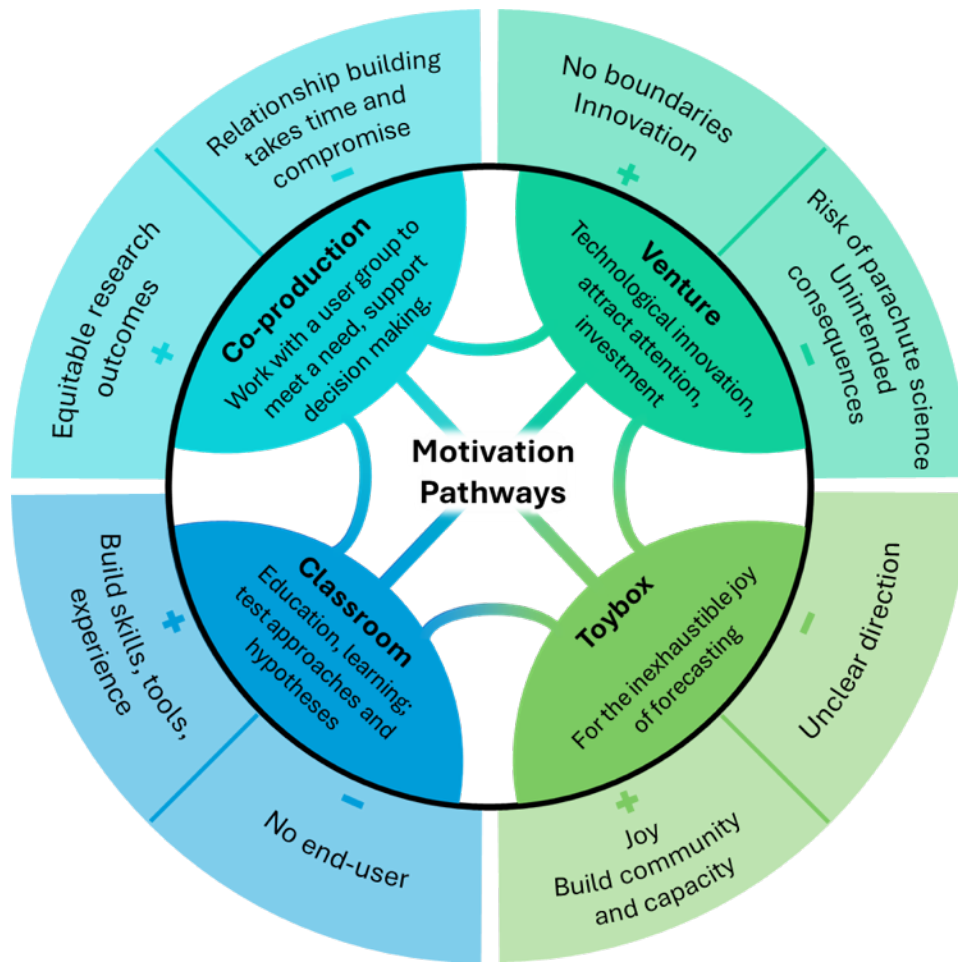 Relationship building
takes time and
compromise
−
Equitable research
outcomes
+
Co-production
Work with a user group to
meet a need, support
decision making.
No boundaries
Innovation
+
Risk of parachute science
Unintended
consequences
−
Venture
Technological innovation,
attract attention,
investment
Motivation
Pathways
Classroom
Education, learning,
test approaches and
hypotheses
Build skills, tools,
experience
+
No end-user
−
Toybox
For the inexhaustible joy
of forecasting
Unclear direction
−
+
Joy
Build community
and capacity